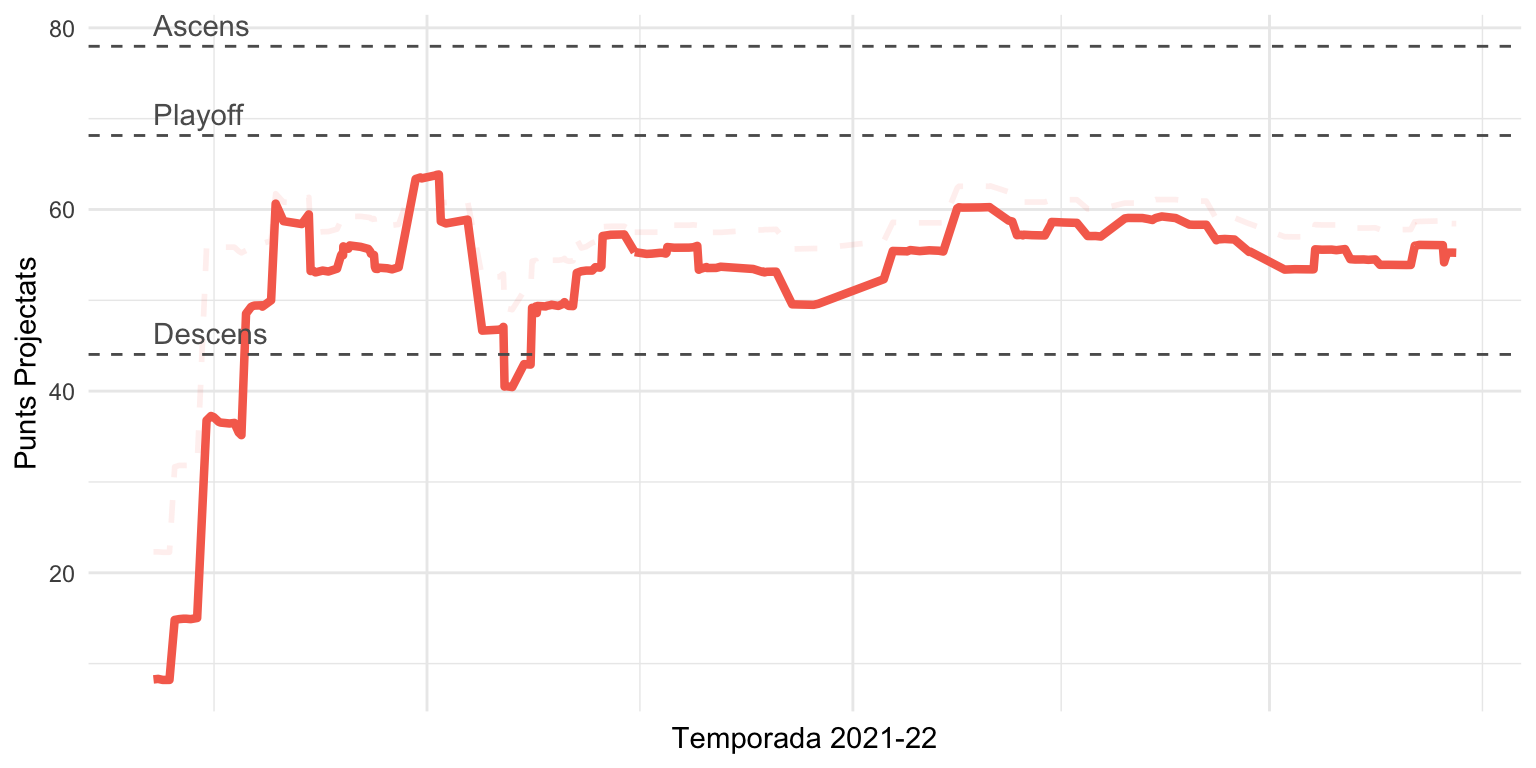 80
Ascens
Playoff
60
Descens
40
20
Punts Projectats
Temporada 2021-22